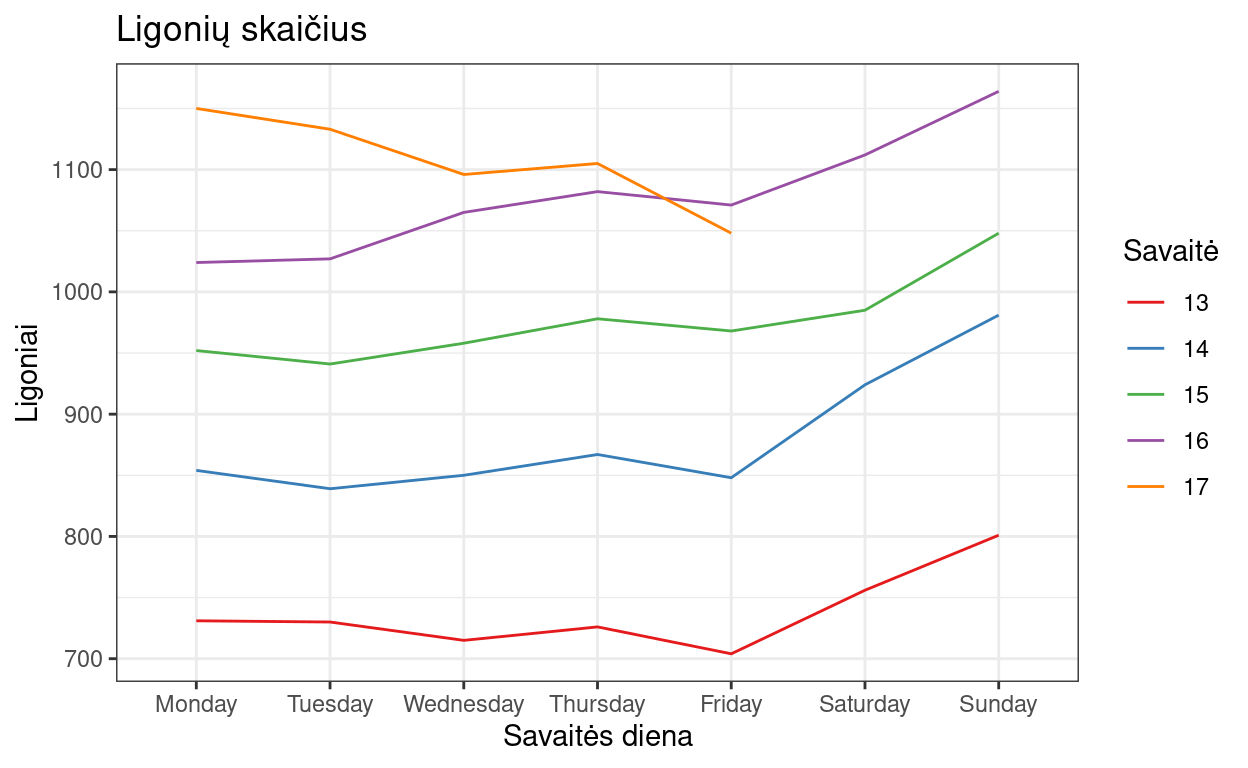 Ligonių skaičius
Ligoniai
1100
1000
900
800
700
Monday Tuesday Wednesday Thursday Friday Saturday Sunday
Savaitės diena
Savaitė
13
14
15
16
17